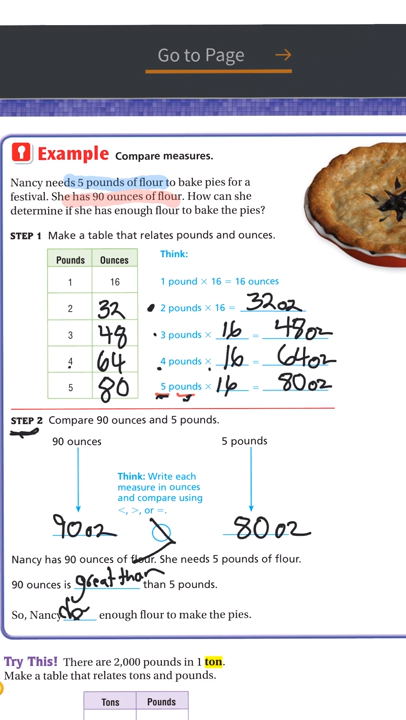 Go to Page →
Example Compare measures.
Nancy needs 5 pounds of flour to bake pies for a
festival. She has 90 ounces of flour. How can she
determine if she has enough flour to bake the pies?
STEP 1 Make a table that relates pounds and ounces.
Pounds Ounces
1 16
2 32
3 48
4 64
5 80
Think:
1 pound × 16 = 16 ounces
2 pounds × 16 = 32oz
3 pounds × 16 = 48oz
4 pounds × 16 = 64oz
5 pounds × 16 = 80oz
STEP 2 Compare 90 ounces and 5 pounds.
90 ounces 5 pounds
Think: Write each
measure in ounces
and compare using
<, >, or =.
90oz > 80oz
Nancy has 90 ounces of flour. She needs 5 pounds of flour.
90 ounces is great than than 5 pounds.
So, Nancy do enough flour to make the pies.
Try This! There are 2,000 pounds in 1 ton.
Make a table that relates tons and pounds.
Tons Pounds